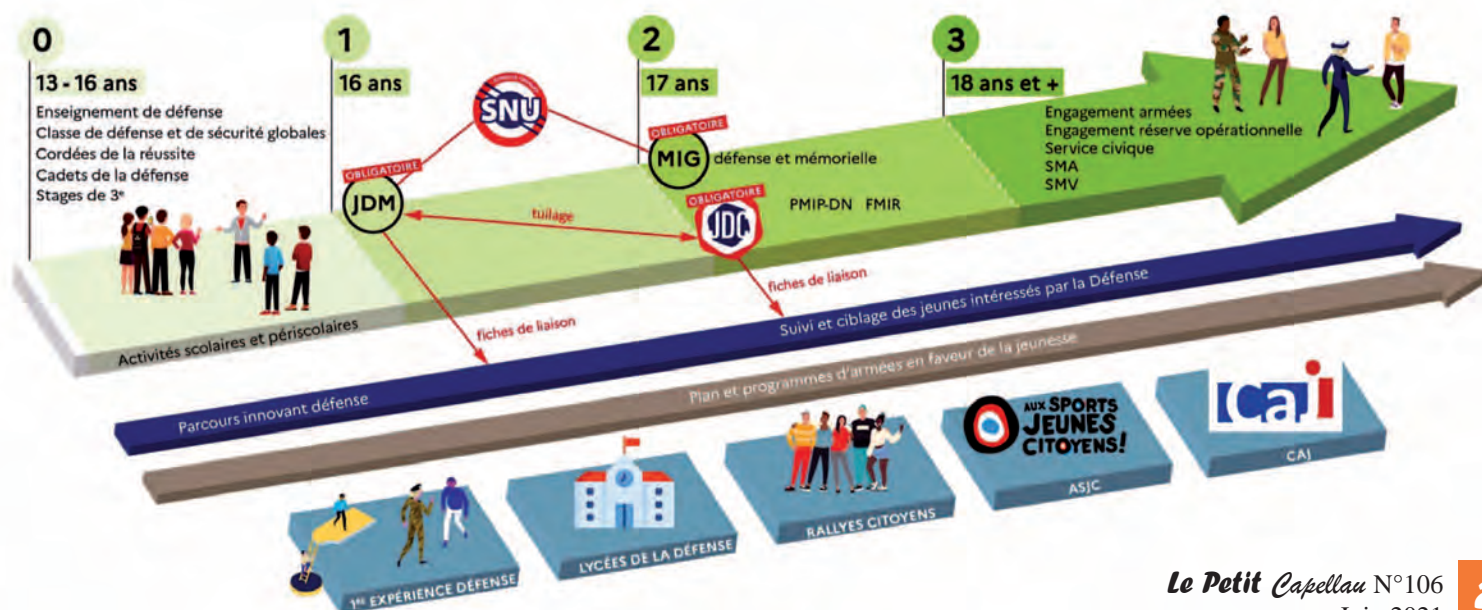 0
13 - 16 ans
Enseignement de défense
Classe de défense et de sécurité globales
Cordées de la réussite
Cadets de la défense
Stages de 3e
1
16 ans
SNU
2
17 ans
3
18 ans et +
Engagement armées
Engagement réserve opérationnelle
Service civique
SMA
SMV
OBLIGATOIRE
JDM
OBLIGATOIRE
MIG
défense et mémorielle
tuilage
OBLIGATOIRE
JDC
PMIP-DN FMIR
fiches de liaison
fiches de liaison
Activités scolaires et périscolaires
Parcours innovant défense
Suivi et ciblage des jeunes intéressés par la Défense
Plan et programmes d'armées en faveur de la jeunesse
1re EXPÉRIENCE DÉFENSE
LYCÉES DE LA DÉFENSE
RALLYES CITOYENS
AUX SPORTS
JEUNES
CITOYENS!
ASJC
caj
CAJ
Le Petit Capellau N°106